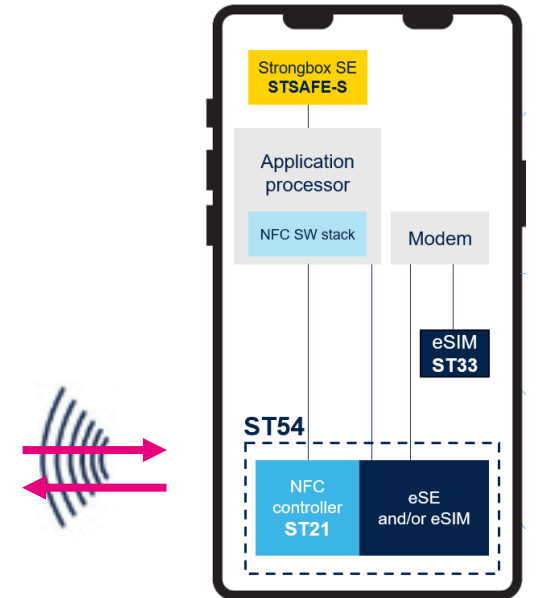 Strongbox SE
STSAFE-S
Application
processor
NFC SW stack
Modem
eSIM
ST33
ST54
NFC
controller
ST21
eSE
and/or eSIM